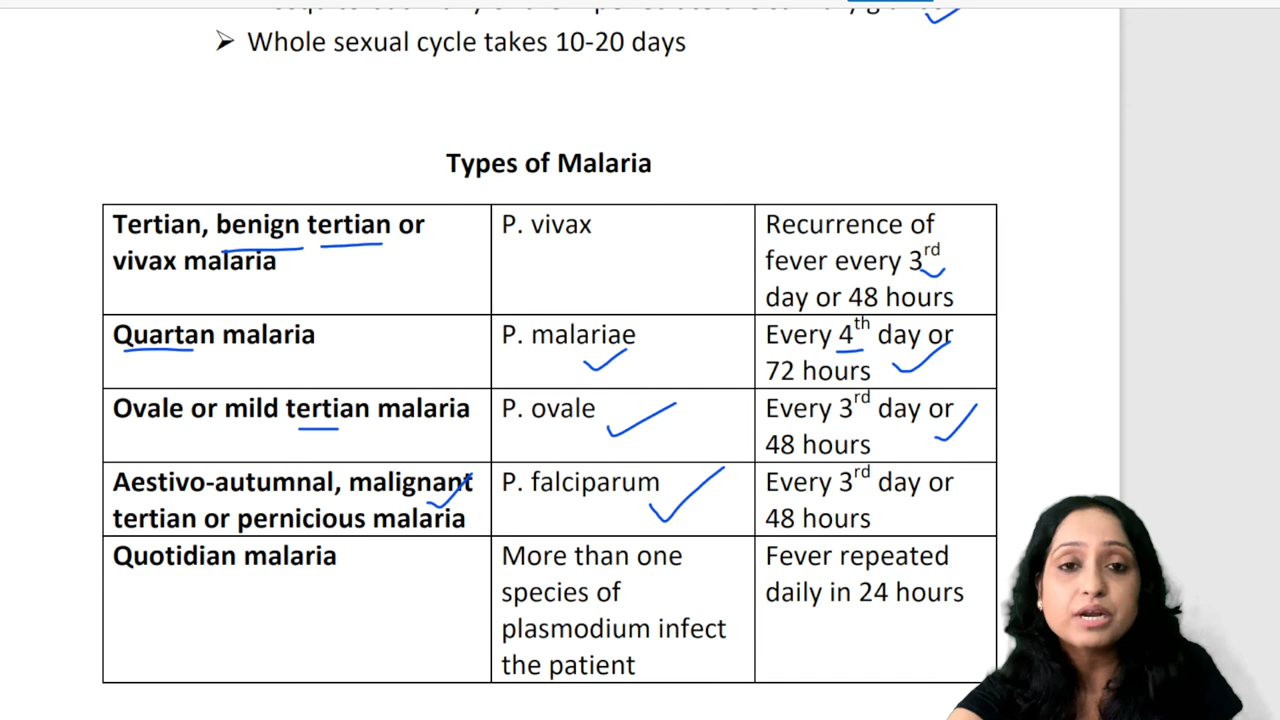 ➢ Whole sexual cycle takes 10-20 days
Types of Malaria
Tertian, benign tertian or
vivax malaria
P. vivax
Recurrence of
fever every 3rd
day or 48 hours
Quartan malaria
P. malariae
Every 4th day or
72 hours
Ovale or mild tertian malaria
P. ovale
Every 3rd day or
48 hours
Aestivo-autumnal, malignant
tertian or pernicious malaria
P. falciparum
Every 3rd day or
48 hours
Quotidian malaria
More than one
species of
plasmodium infect
the patient
Fever repeated
daily in 24 hours